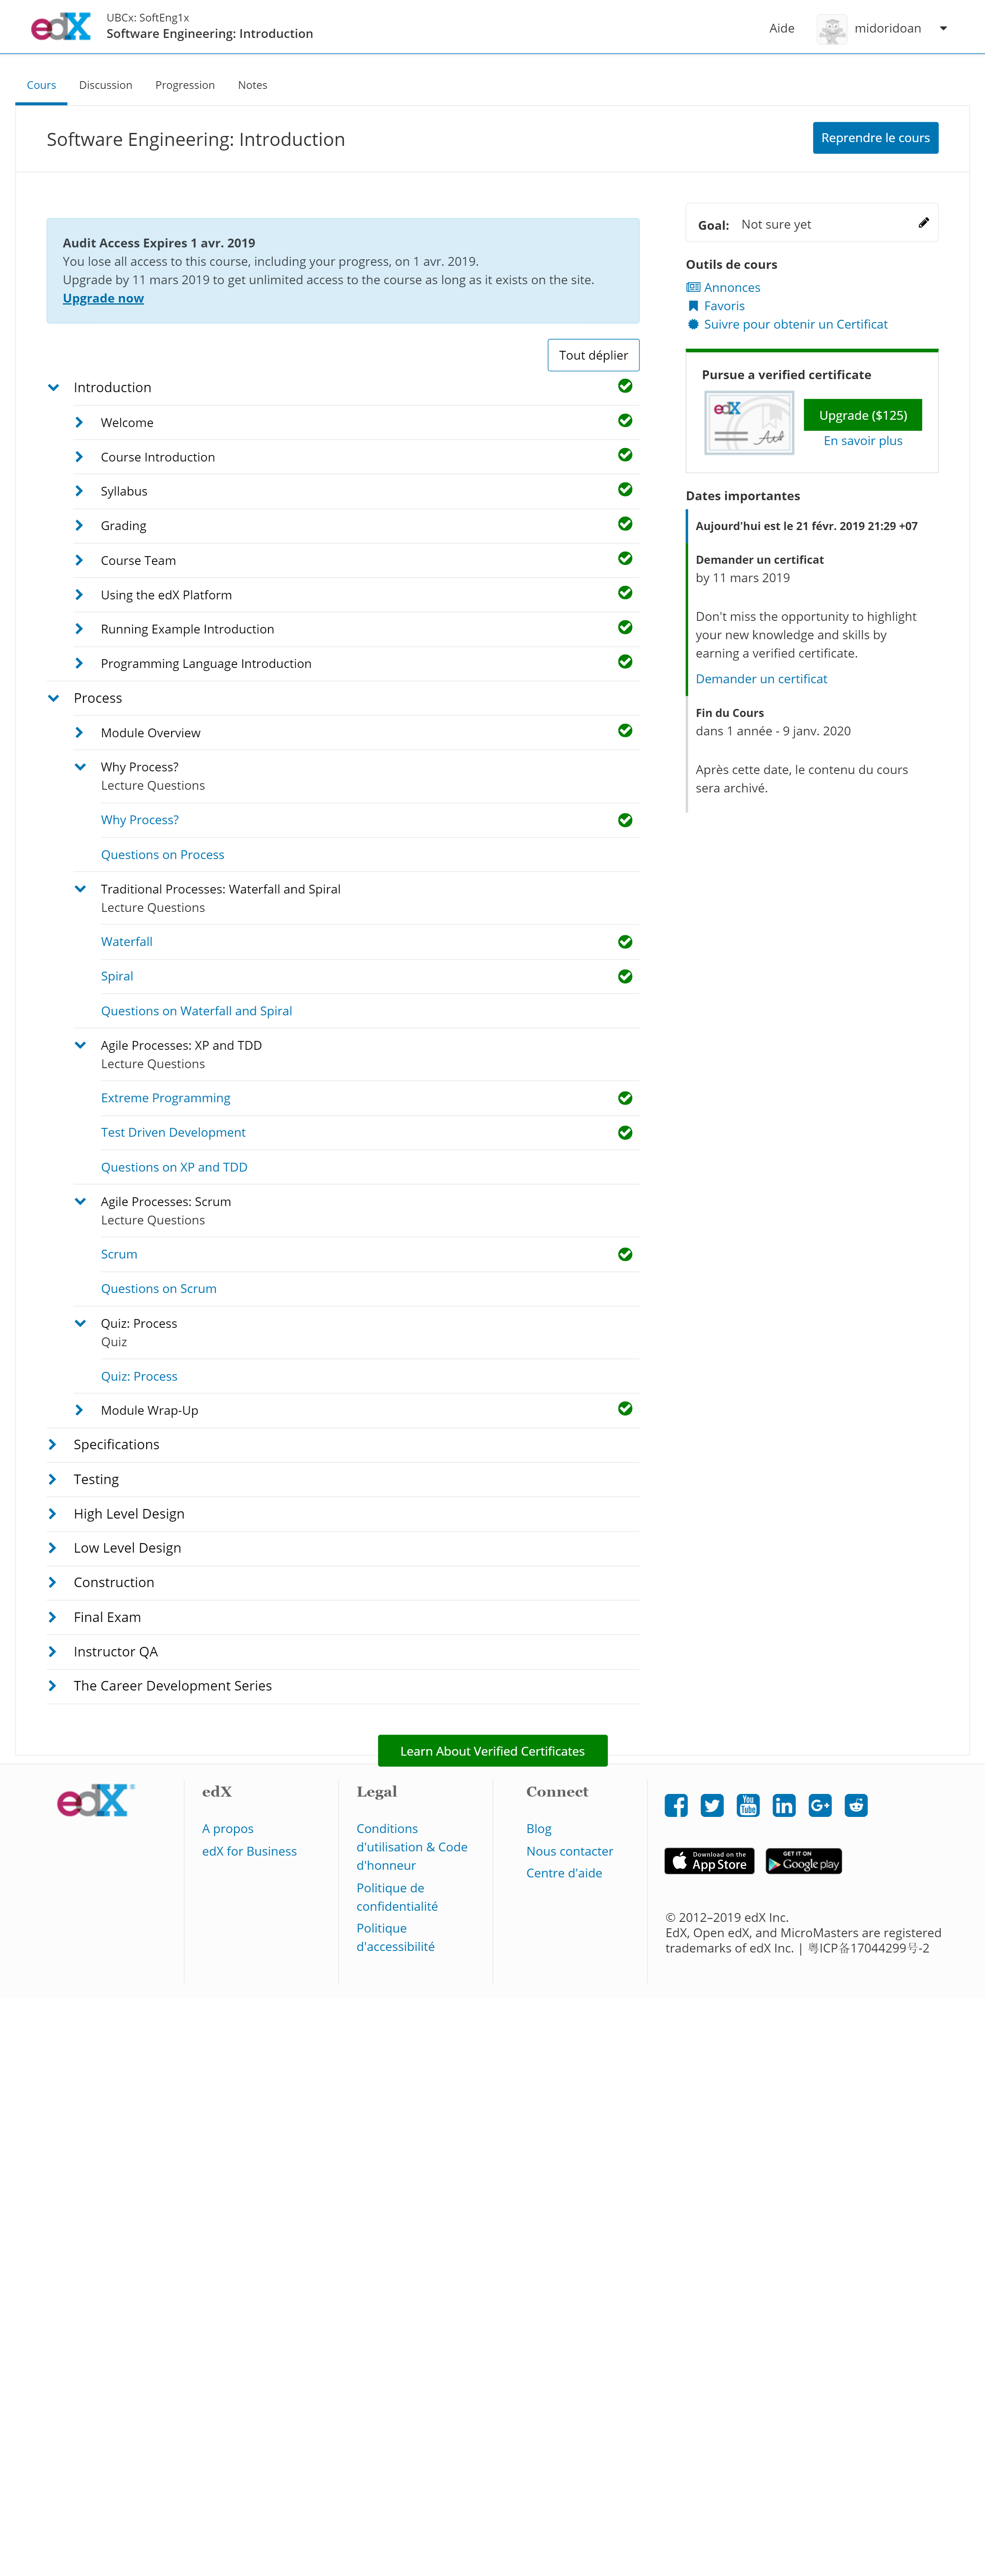 edX
UBCx: SoftEng1x
Software Engineering: Introduction
Aide
midoridoan
Cours
Discussion
Progression
Notes
Software Engineering: Introduction
Reprendre le cours
Audit Access Expires 1 avr. 2019
You lose all access to this course, including your progress, on 1 avr. 2019.
Upgrade by 11 mars 2019 to get unlimited access to the course as long as it exists on the site.
Upgrade now
Tout déplier
Introduction
Welcome
Course Introduction
Syllabus
Grading
Course Team
Using the edX Platform
Running Example Introduction
Programming Language Introduction
Process
Module Overview
Why Process?
Lecture Questions
Why Process?
Questions on Process
Traditional Processes: Waterfall and Spiral
Lecture Questions
Waterfall
Spiral
Questions on Waterfall and Spiral
Agile Processes: XP and TDD
Lecture Questions
Extreme Programming
Test Driven Development
Questions on XP and TDD
Agile Processes: Scrum
Lecture Questions
Scrum
Questions on Scrum
Quiz: Process
Quiz
Quiz: Process
Module Wrap-Up
Specifications
Testing
High Level Design
Low Level Design
Construction
Final Exam
Instructor QA
The Career Development Series
Goal: Not sure yet
Outils de cours
Annonces
Favoris
Suivre pour obtenir un Certificat
Pursue a verified certificate
edX
Upgrade ($125)
En savoir plus
Dates importantes
Aujourd'hui est le 21 févr. 2019 21:29 +07
Demander un certificat
by 11 mars 2019
Don't miss the opportunity to highlight
your new knowledge and skills by
earning a verified certificate.
Demander un certificat
Fin du Cours
dans 1 année - 9 janv. 2020
Après cette date, le contenu du cours
sera archivé.
Learn About Verified Certificates
edX
edX
A propos
edX for Business
Legal
Conditions
d'utilisation & Code
d'honneur
Politique de
confidentialité
Politique
d'accessibilité
Connect
Blog
Nous contacter
Centre d'aide
You
Tube
in
G+
Download on the
App Store
GET IT ON
Google play
© 2012–2019 edX Inc.
EdX, Open edX, and MicroMasters are registered
trademarks of edX Inc. | 粤ICP备17044299号-2